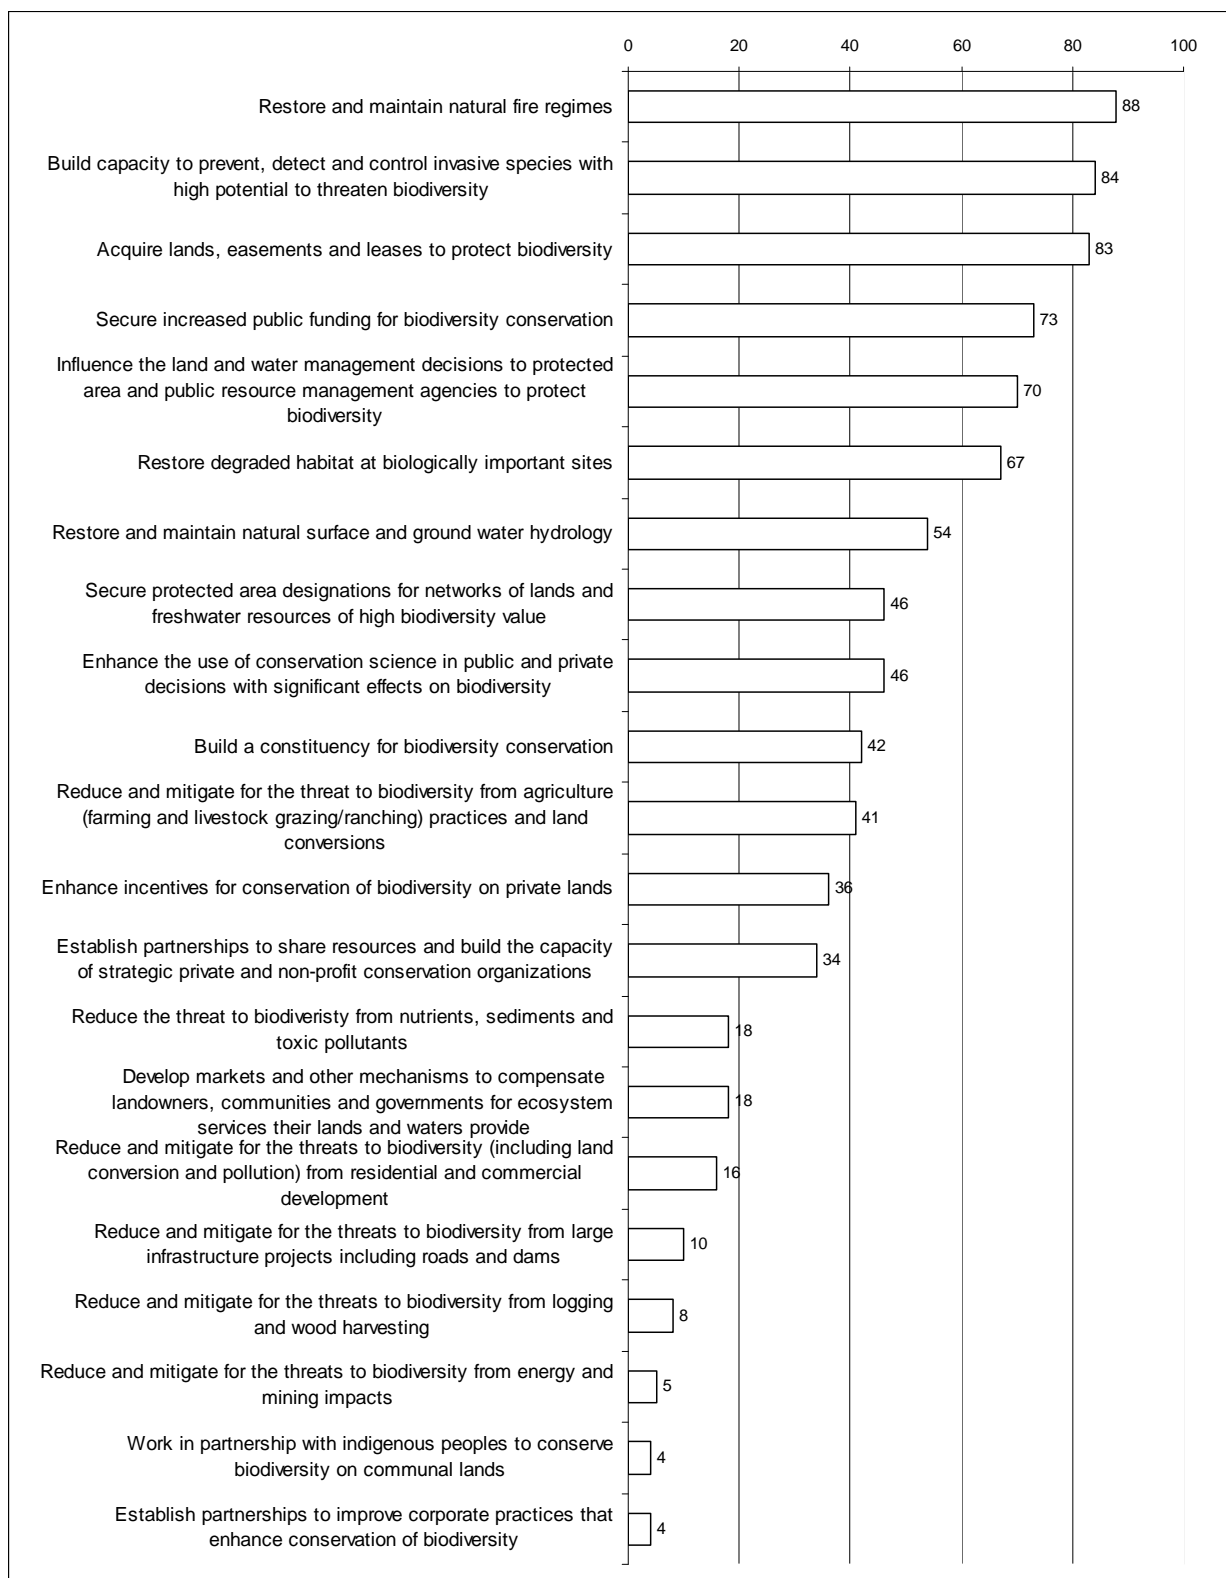 0 20 40 60 80 100
Restore and maintain natural fire regimes 88
Build capacity to prevent, detect and control invasive species with
high potential to threaten biodiversity 84
Acquire lands, easements and leases to protect biodiversity 83
Secure increased public funding for biodiversity conservation 73
Influence the land and water management decisions to protected
area and public resource management agencies to protect 70
biodiversity
Restore degraded habitat at biologically important sites 67
Restore and maintain natural surface and ground water hydrology 54
Secure protected area designations for networks of lands and
freshwater resources of high biodiversity value 46
Enhance the use of conservation science in public and private
decisions with significant effects on biodiversity 46
Build a constituency for biodiversity conservation 42
Reduce and mitigate for the threat to biodiversity from agriculture
(farming and livestock grazing/ranching) practices and land 41
conversions
Enhance incentives for conservation of biodiversity on private lands 36
Establish partnerships to share resources and build the capacity
of strategic private and non-profit conservation organizations 34
Reduce the threat to biodiveristy from nutrients, sediments and
toxic pollutants 18
Develop markets and other mechanisms to compensate
landowners, communities and governments for ecosystem 18
services their lands and waters provide
Reduce and mitigate for the threats to biodiversity (including land
conversion and pollution) from residential and commercial 16
development
Reduce and mitigate for the threats to biodiversity from large
infrastructure projects including roads and dams 10
Reduce and mitigate for the threats to biodiversity from logging
and wood harvesting 8
Reduce and mitigate for the threats to biodiversity from energy and
mining impacts 5
Work in partnership with indigenous peoples to conserve
biodiversity on communal lands 4
Establish partnerships to improve corporate practices that
enhance conservation of biodiversity 4